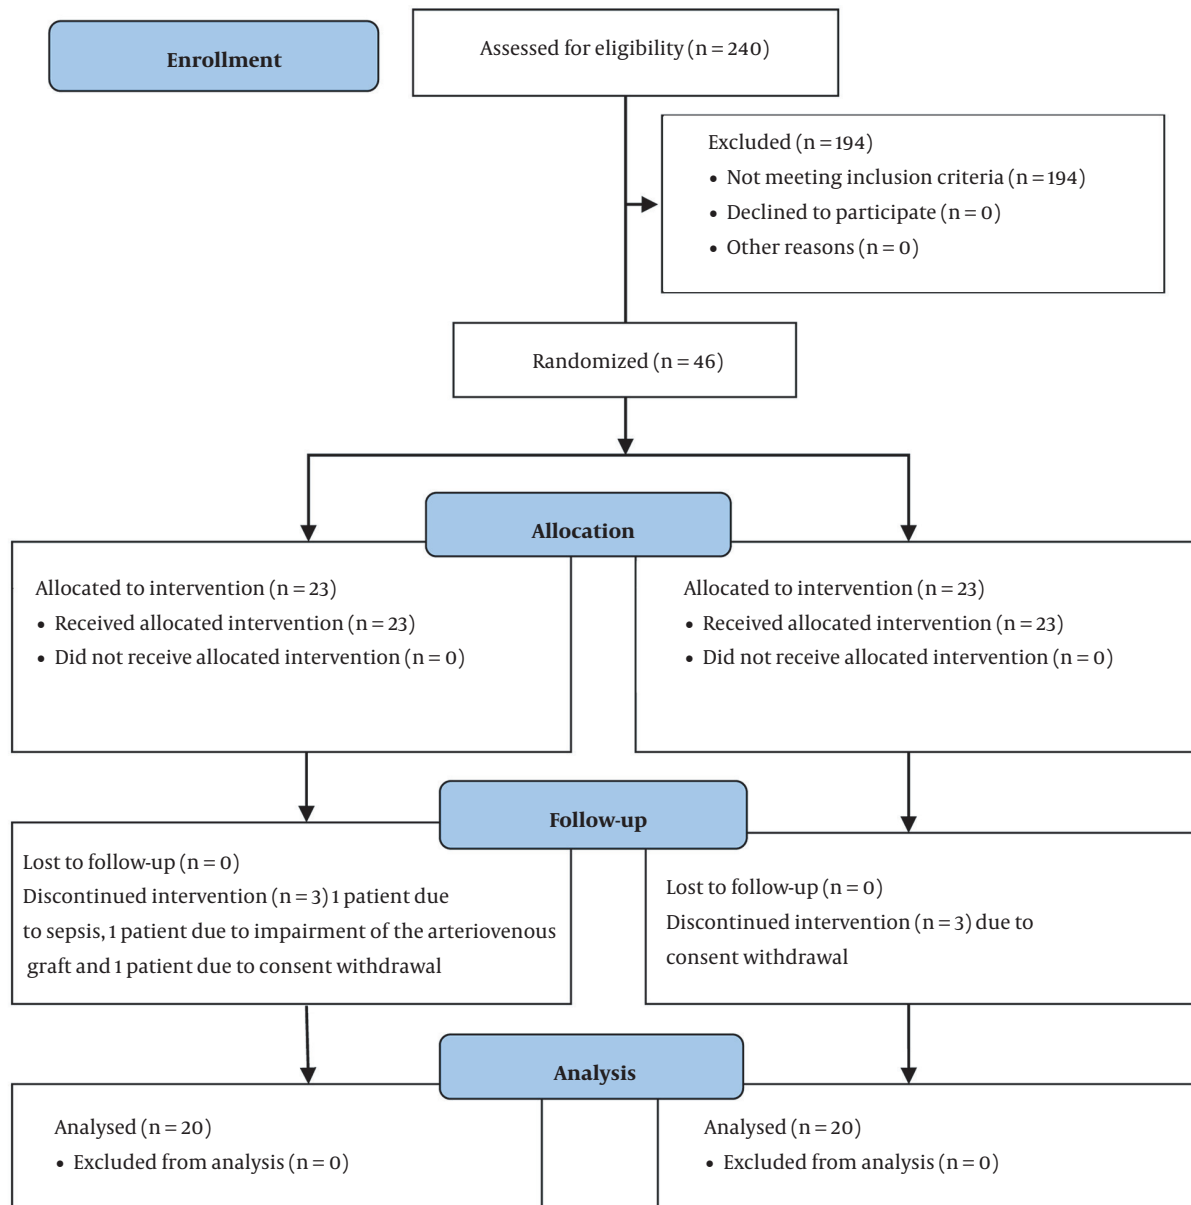 Enrollment
Assessed for eligibility (n = 240)
Excluded (n = 194)
• Not meeting inclusion criteria (n = 194)
• Declined to participate (n = 0)
• Other reasons (n = 0)
Randomized (n = 46)
Allocation
Allocated to intervention (n = 23)
• Received allocated intervention (n = 23)
• Did not receive allocated intervention (n = 0)
Allocated to intervention (n = 23)
• Received allocated intervention (n = 23)
• Did not receive allocated intervention (n = 0)
Follow-up
Lost to follow-up (n = 0)
Discontinued intervention (n = 3) 1 patient due
to sepsis, 1 patient due to impairment of the arteriovenous
graft and 1 patient due to consent withdrawal
Lost to follow-up (n = 0)
Discontinued intervention (n = 3) due to
consent withdrawal
Analysis
Analysed (n = 20)
• Excluded from analysis (n = 0)
Analysed (n = 20)
• Excluded from analysis (n = 0)